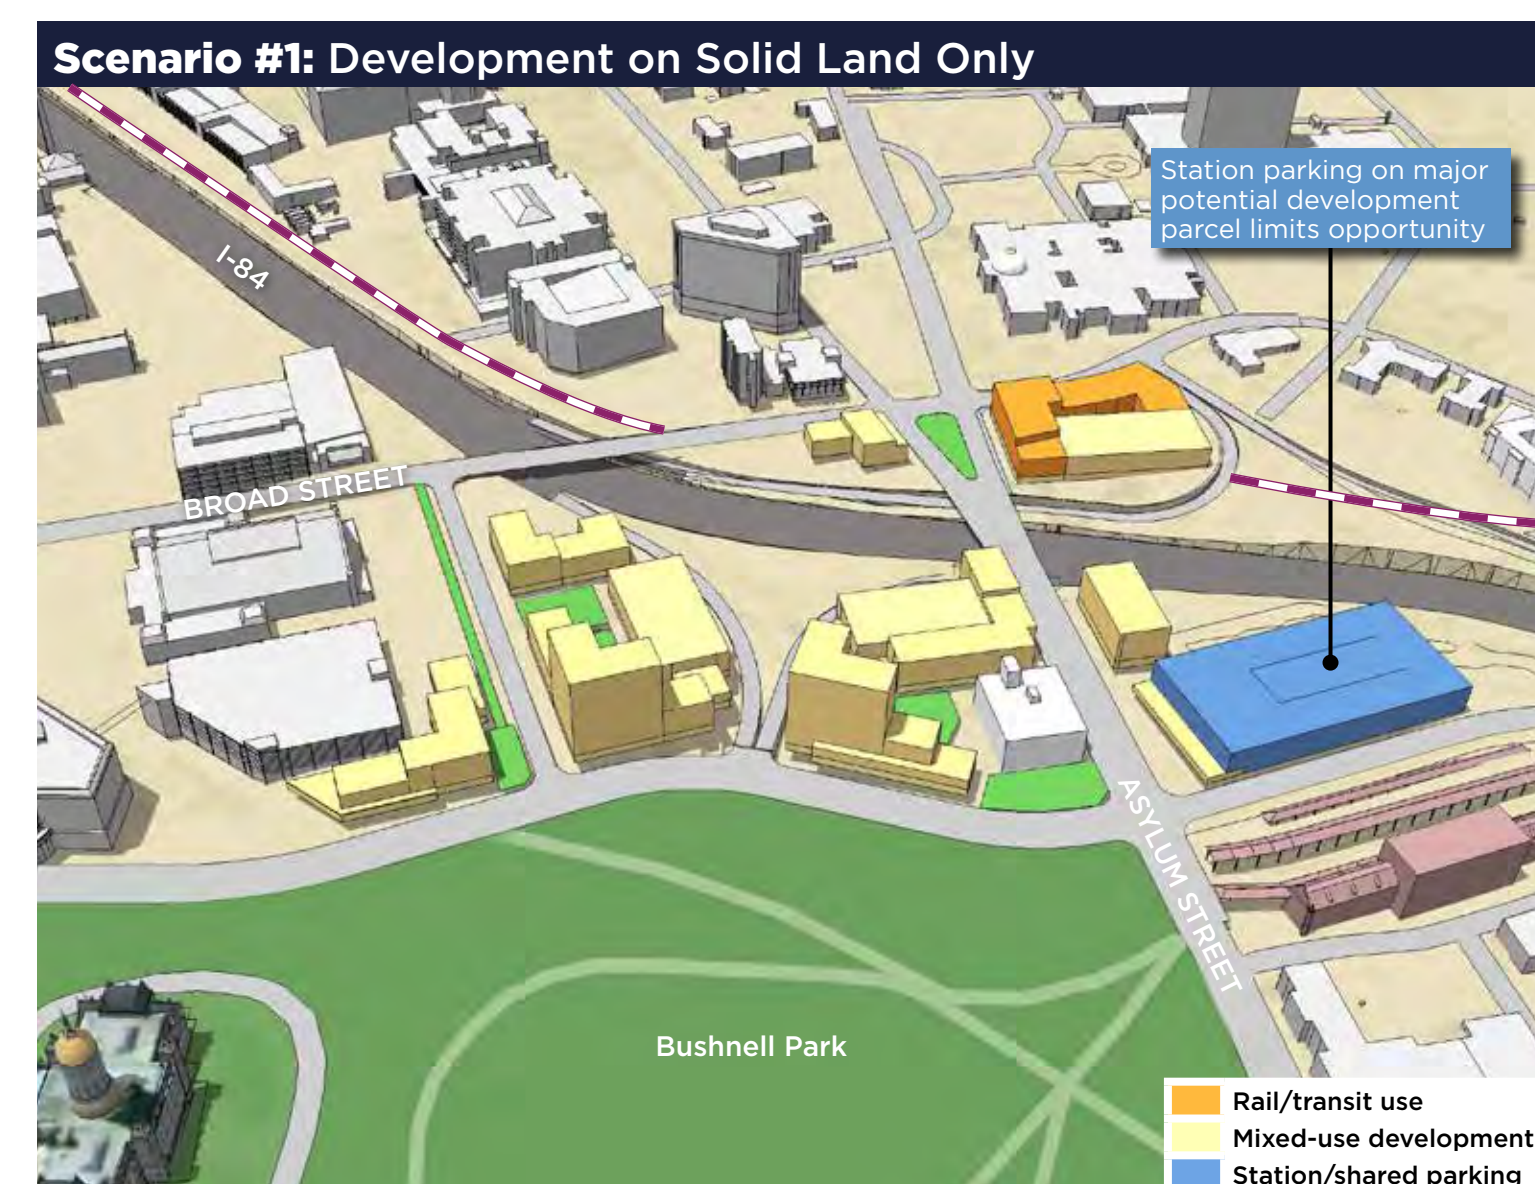 Scenario #1: Development on Solid Land Only
Station parking on major
potential development
parcel limits opportunity
I-84
BROAD STREET
ASYLUM STREET
Bushnell Park
Rail/transit use
Mixed-use development
Station/shared parking